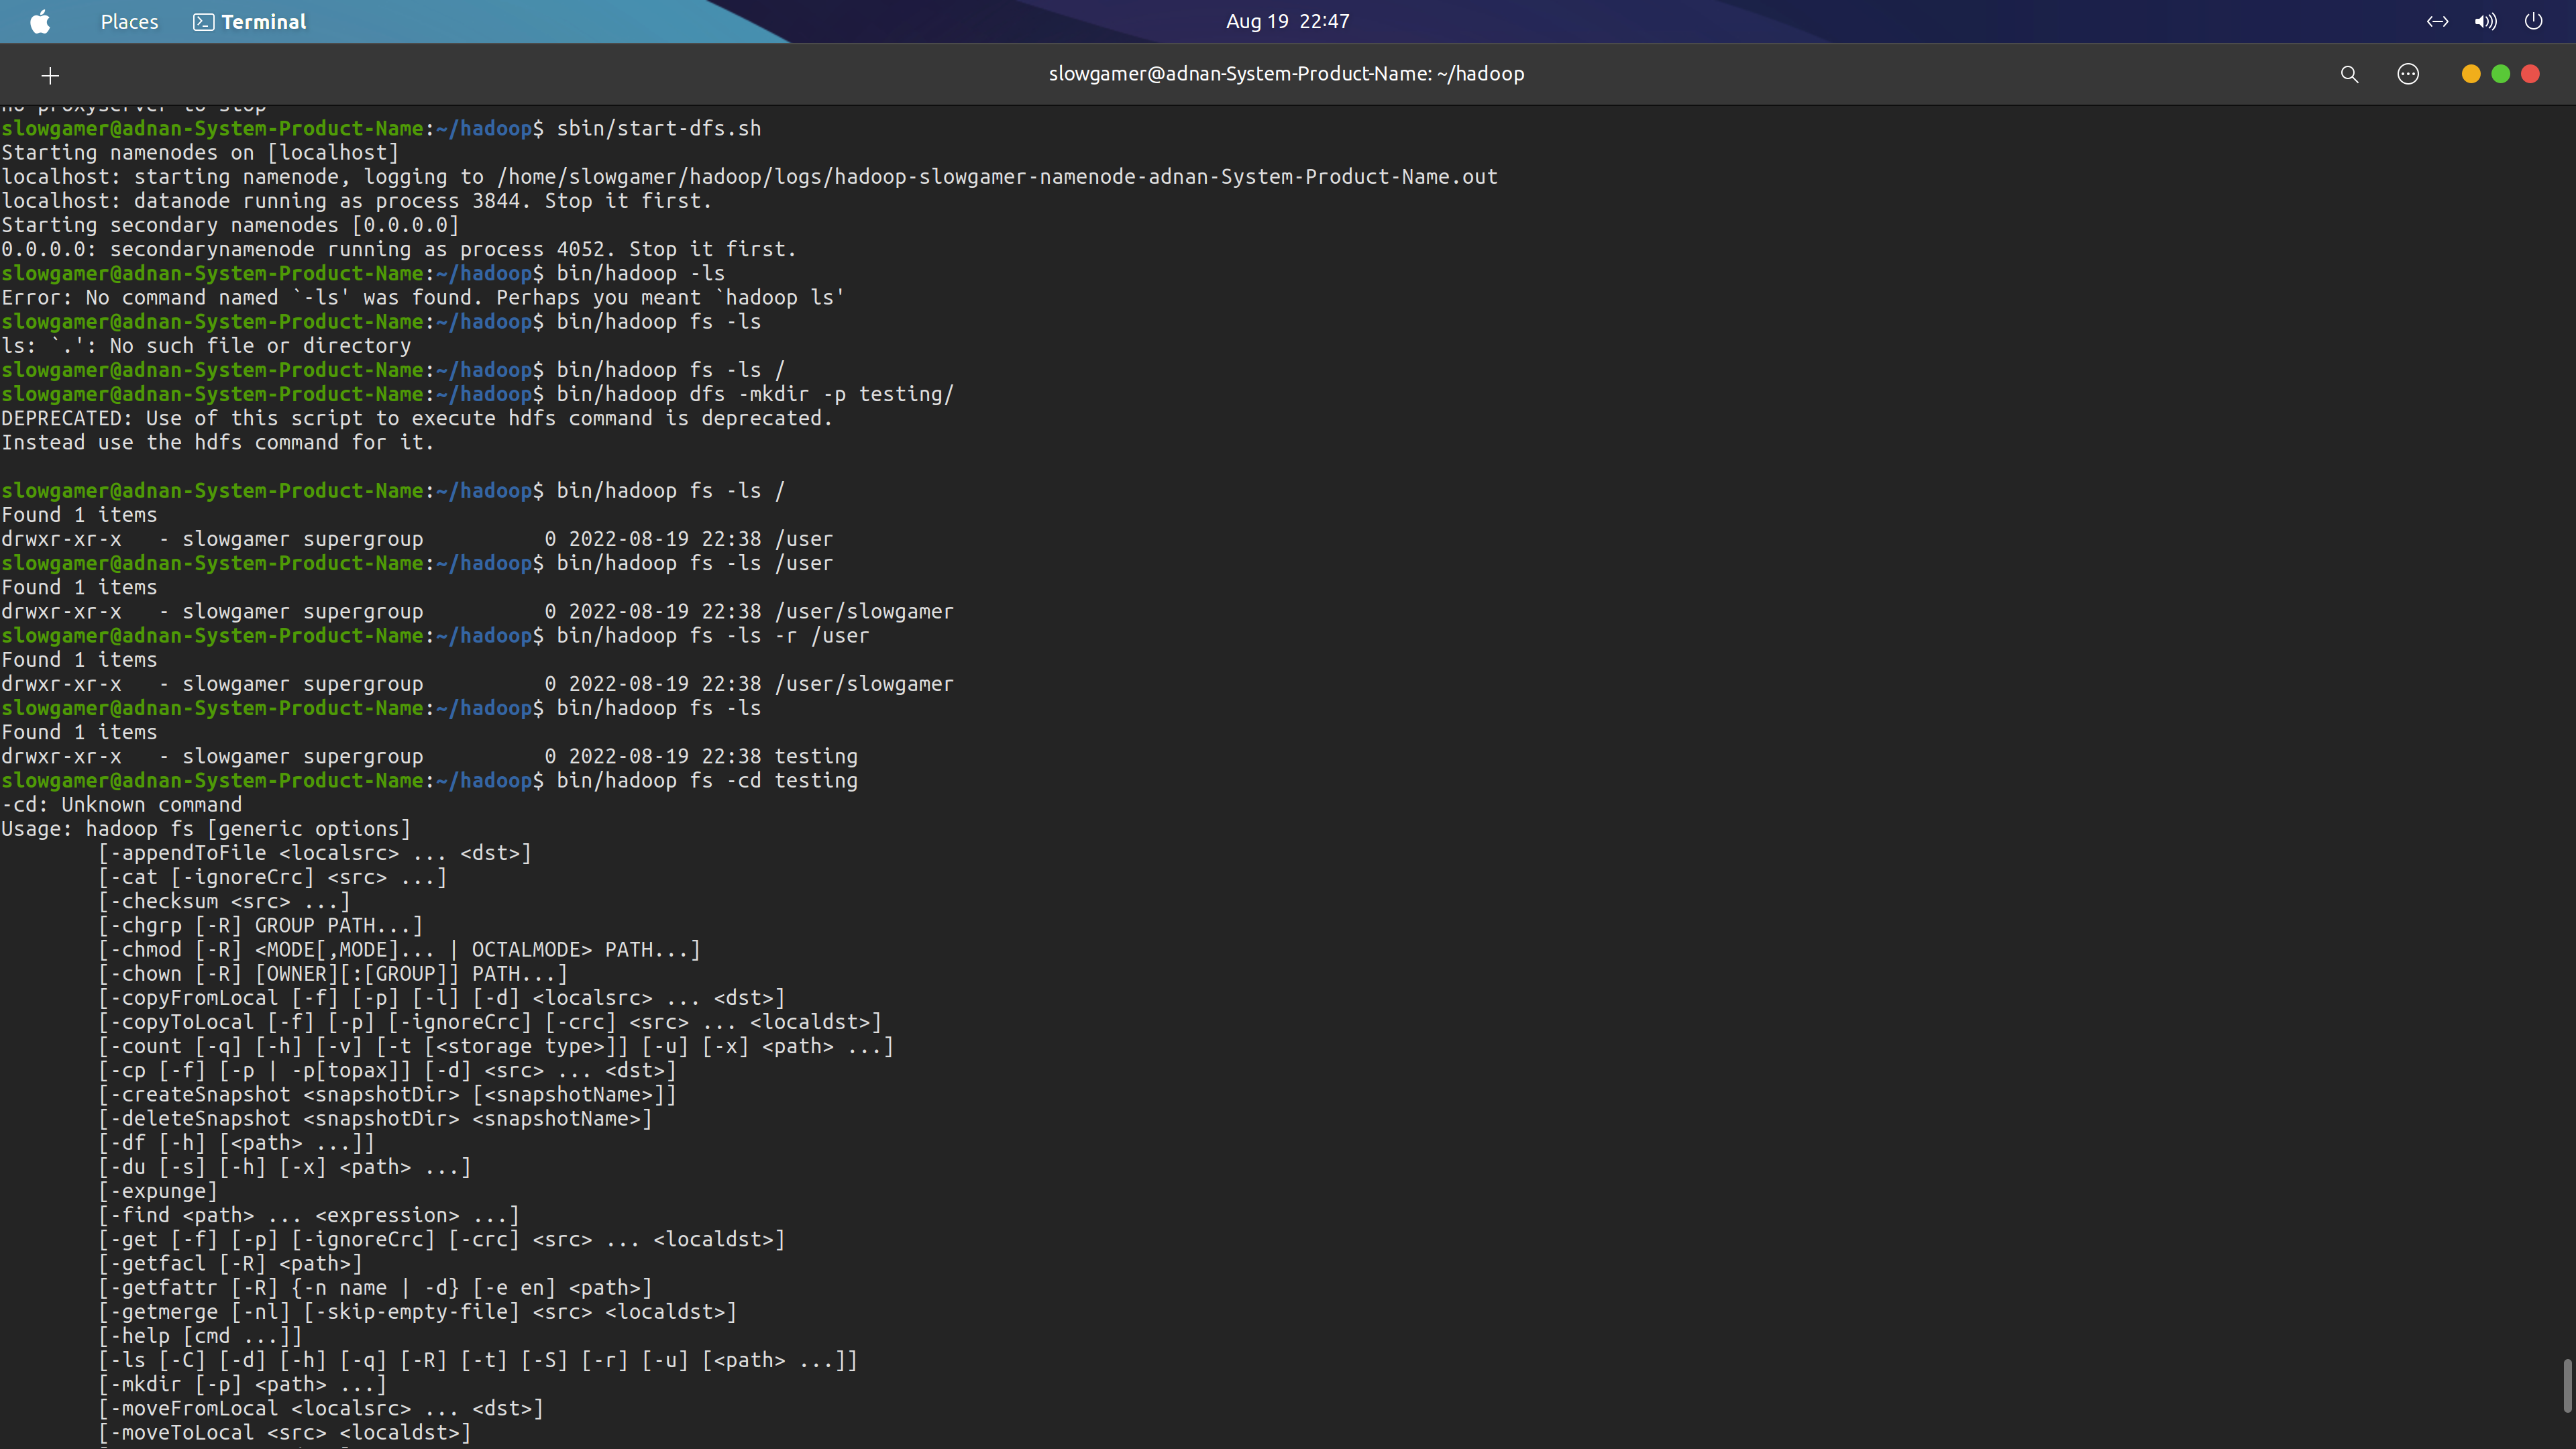 Places Terminal Aug 19 22:47
slowgamer@adnan-System-Product-Name: ~/hadoop
no proxyserver to stop
slowgamer@adnan-System-Product-Name:~/hadoop$ sbin/start-dfs.sh
Starting namenodes on [localhost]
localhost: starting namenode, logging to /home/slowgamer/hadoop/logs/hadoop-slowgamer-namenode-adnan-System-Product-Name.out
localhost: datanode running as process 3844. Stop it first.
Starting secondary namenodes [0.0.0.0]
0.0.0.0: secondarynamenode running as process 4052. Stop it first.
slowgamer@adnan-System-Product-Name:~/hadoop$ bin/hadoop -ls
Error: No command named `-ls' was found. Perhaps you meant `hadoop ls'
slowgamer@adnan-System-Product-Name:~/hadoop$ bin/hadoop fs -ls
ls: `.': No such file or directory
slowgamer@adnan-System-Product-Name:~/hadoop$ bin/hadoop fs -ls /
slowgamer@adnan-System-Product-Name:~/hadoop$ bin/hadoop dfs -mkdir -p testing/
DEPRECATED: Use of this script to execute hdfs command is deprecated.
Instead use the hdfs command for it.
slowgamer@adnan-System-Product-Name:~/hadoop$ bin/hadoop fs -ls /
Found 1 items
drwxr-xr-x   - slowgamer supergroup          0 2022-08-19 22:38 /user
slowgamer@adnan-System-Product-Name:~/hadoop$ bin/hadoop fs -ls /user
Found 1 items
drwxr-xr-x   - slowgamer supergroup          0 2022-08-19 22:38 /user/slowgamer
slowgamer@adnan-System-Product-Name:~/hadoop$ bin/hadoop fs -ls -r /user
Found 1 items
drwxr-xr-x   - slowgamer supergroup          0 2022-08-19 22:38 /user/slowgamer
slowgamer@adnan-System-Product-Name:~/hadoop$ bin/hadoop fs -ls
Found 1 items
drwxr-xr-x   - slowgamer supergroup          0 2022-08-19 22:38 testing
slowgamer@adnan-System-Product-Name:~/hadoop$ bin/hadoop fs -cd testing
-cd: Unknown command
Usage: hadoop fs [generic options]
[-appendToFile <localsrc> ... <dst>]
[-cat [-ignoreCrc] <src> ...]
[-checksum <src> ...]
[-chgrp [-R] GROUP PATH...]
[-chmod [-R] <MODE[,MODE]... | OCTALMODE> PATH...]
[-chown [-R] [OWNER][:[GROUP]] PATH...]
[-copyFromLocal [-f] [-p] [-l] [-d] <localsrc> ... <dst>]
[-copyToLocal [-f] [-p] [-ignoreCrc] [-crc] <src> ... <localdst>]
[-count [-q] [-h] [-v] [-t [<storage type>]] [-u] [-x] <path> ...]
[-cp [-f] [-p | -p[topax]] [-d] <src> ... <dst>]
[-createSnapshot <snapshotDir> [<snapshotName>]]
[-deleteSnapshot <snapshotDir> <snapshotName>]
[-df [-h] [<path> ...]]
[-du [-s] [-h] [-x] <path> ...]
[-expunge]
[-find <path> ... <expression> ...]
[-get [-f] [-p] [-ignoreCrc] [-crc] <src> ... <localdst>]
[-getfacl [-R] <path>]
[-getfattr [-R] {-n name | -d} [-e en] <path>]
[-getmerge [-nl] [-skip-empty-file] <src> <localdst>]
[-help [cmd ...]]
[-ls [-C] [-d] [-h] [-q] [-R] [-t] [-S] [-r] [-u] [<path> ...]]
[-mkdir [-p] <path> ...]
[-moveFromLocal <localsrc> ... <dst>]
[-moveToLocal <src> <localdst>]